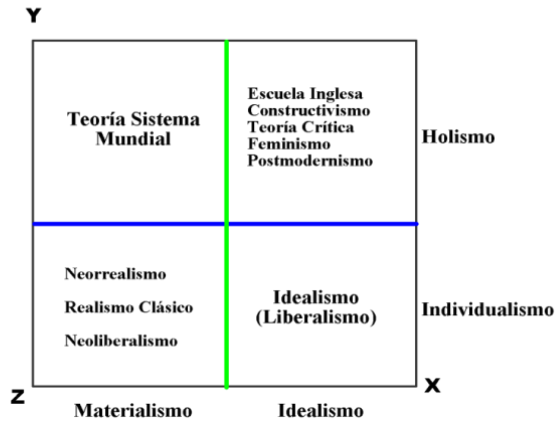 Y
Teoría Sistema
Mundial
Escuela Inglesa
Constructivismo
Teoría Crítica
Feminismo
Postmodernismo
Holismo
Neorrealismo
Realismo Clásico
Neoliberalismo
Idealismo
(Liberalismo)
Individualismo
Z
X
Materialismo
Idealismo